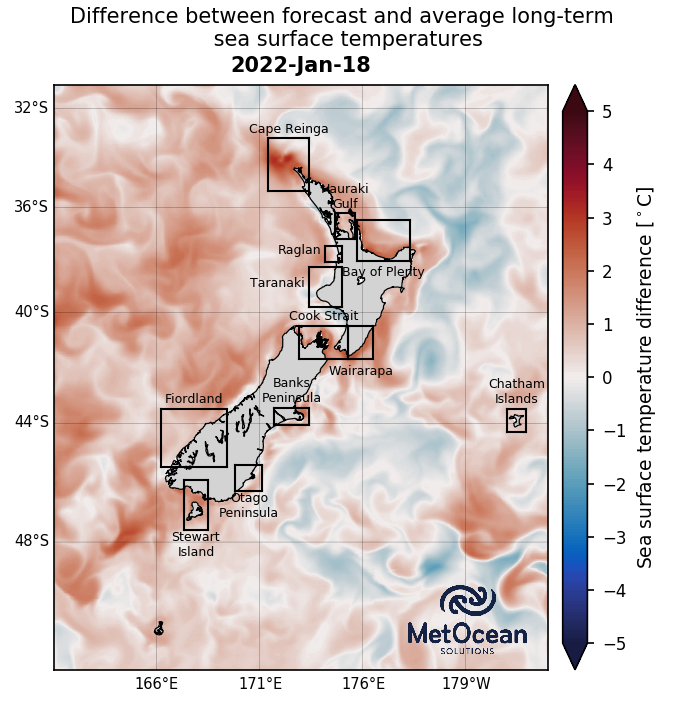 Difference between forecast and average long-term
sea surface temperatures
2022-Jan-18
32°S
36°S
40°S
44°S
48°S
Cape Reinga
Hauraki
Gulf
Raglan
Bay of Plenty
Taranaki
Cook Strait
Wairarapa
Banks
Peninsula
Chatham
Islands
Fiordland
Otago
Peninsula
Stewart
Island
MetOcean
SOLUTIONS
166°E
171°E
176°E
179°W
5
4
3
2
1
0
−1
−2
−3
−4
−5
Sea surface temperature difference [°C]